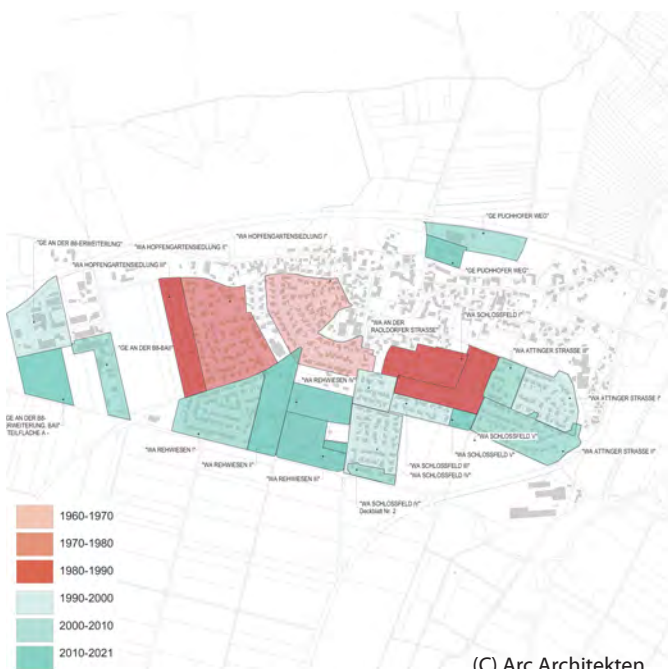 "GE PUCHHOFER WEG"
"WA HOPFENGARTENSIEDLUNG I"
"GE AN DER B8-ERWEITERUNG"
"WA HOPFENGARTENSIEDLUNG II"
"WA HOPFENGARTENSIEDLUNG III"
"GE PUCHHOFER WEG"
"WA AN DER
RADLDORFER STRASSE"
"WA SCHLOSSFELD I"
"GE AN DER B8-BAII"
"WA ATTINGER STRASSE III"
"WA REHWIESEN IV"
"WA ATTINGER STRASSE I"
GE AN DER B8-
ERWEITERUNG, BAII"
TEILFLÄCHE A -
"WA SCHLOSSFELD V"
"WA REHWIESEN I"
"WA SCHLOSSFELD V"
"WA ATTINGER STRASSE II"
"WA REHWIESEN II"
"WA SCHLOSSFELD III"
"WA REHWIESEN III"
"WA SCHLOSSFELD IV"
"WA SCHLOSSFELD IV"
Deckblatt Nr. 2
1960-1970
1970-1980
1980-1990
1990-2000
2000-2010
2010-2021
(C) Arc Architekten